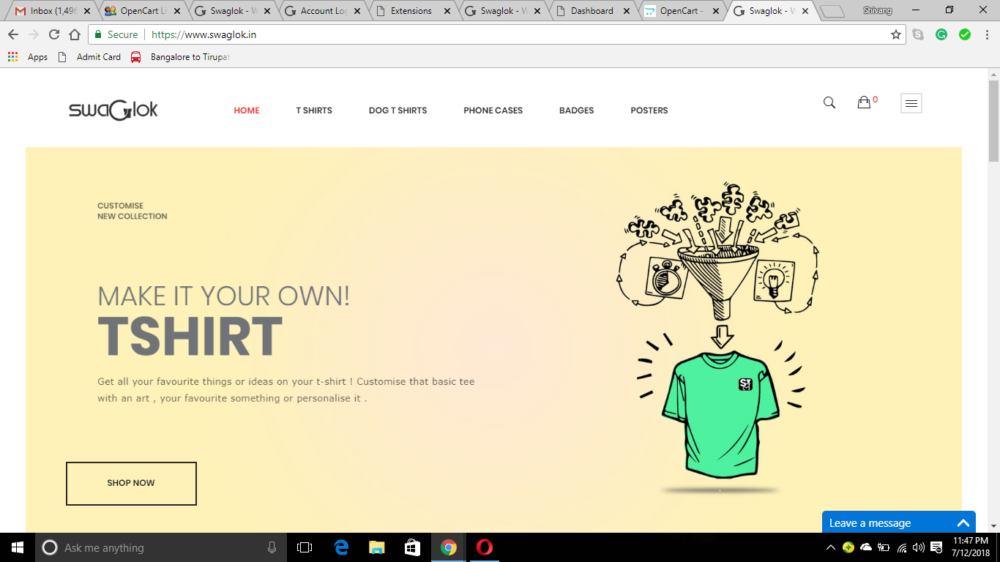 Inbox (1,496
OpenCart Li
Swaglok - W
Account Log
Extensions
Swaglok - W
Dashboard
OpenCart -
Swaglok - W
Shivang
Secure
https://www.swaglok.in
Apps
Admit Card
Bangalore to Tirupat
swaGlok
HOME
T SHIRTS
DOG T SHIRTS
PHONE CASES
BADGES
POSTERS
0
CUSTOMISE
NEW COLLECTION
MAKE IT YOUR OWN!
TSHIRT
Get all your favourite things or ideas on your t-shirt ! Customise that basic tee
with an art , your favourite something or personalise it .
SHOP NOW
Leave a message
Ask me anything
11:47 PM
7/12/2018